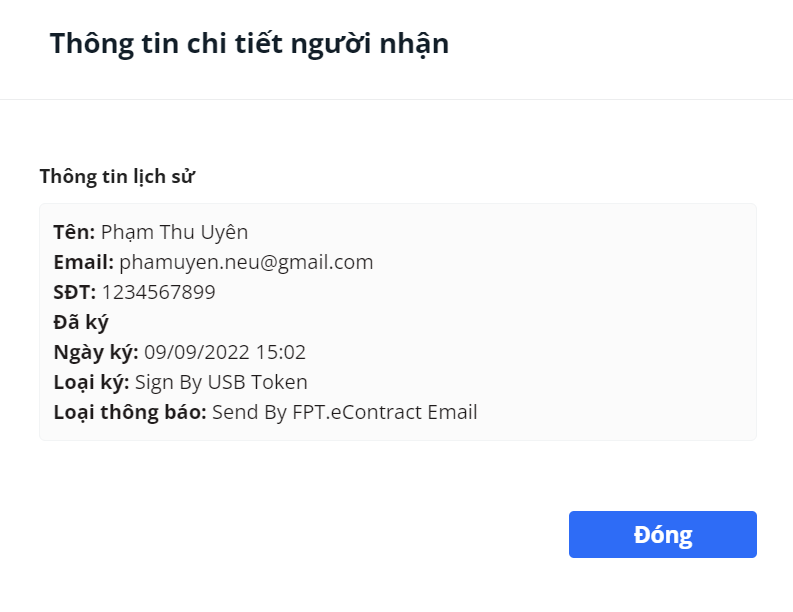 Thông tin chi tiết người nhận
Thông tin lịch sử
Tên: Phạm Thu Uyên
Email: phamuyen.neu@gmail.com
SĐT: 1234567899
Đã ký
Ngày ký: 09/09/2022 15:02
Loại ký: Sign By USB Token
Loại thông báo: Send By FPT.eContract Email
Đóng